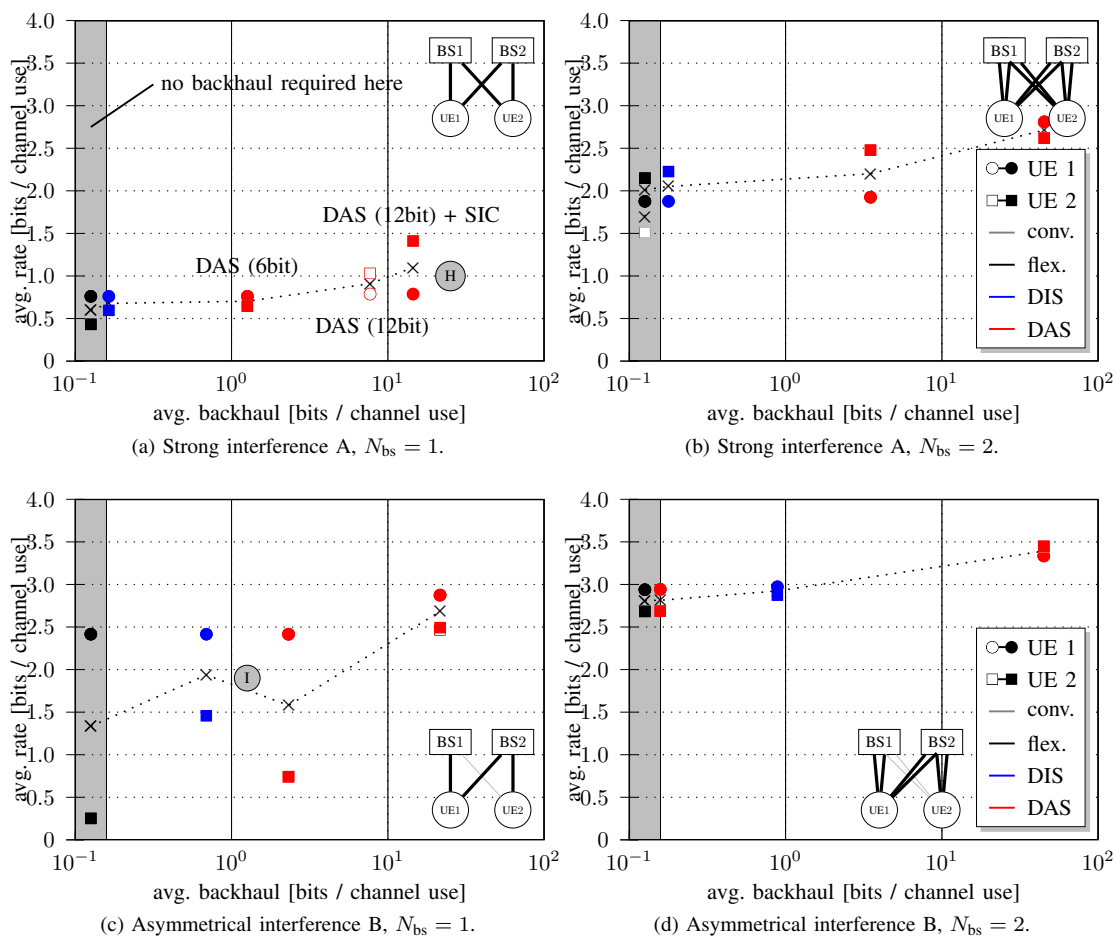 avg. rate [bits / channel use]
4.0
3.5
3.0
2.5
2.0
1.5
1.0
0.5
0
no backhaul required here
BS1 BS2
UE1 UE2
DAS (12bit) + SIC
DAS (6bit)
H
DAS (12bit)
10^{-1} 10^{0} 10^{1} 10^{2}
avg. backhaul [bits / channel use]
(a) Strong interference A, N_{bs} = 1.
avg. rate [bits / channel use]
4.0
3.5
3.0
2.5
2.0
1.5
1.0
0.5
0
BS1 BS2
UE1 UE2
UE 1
UE 2
conv.
flex.
DIS
DAS
10^{-1} 10^{0} 10^{1} 10^{2}
avg. backhaul [bits / channel use]
(b) Strong interference A, N_{bs} = 2.
avg. rate [bits / channel use]
4.0
3.5
3.0
2.5
2.0
1.5
1.0
0.5
0
I
BS1 BS2
UE1 UE2
10^{-1} 10^{0} 10^{1} 10^{2}
avg. backhaul [bits / channel use]
(c) Asymmetrical interference B, N_{bs} = 1.
avg. rate [bits / channel use]
4.0
3.5
3.0
2.5
2.0
1.5
1.0
0.5
0
BS1 BS2
UE1 UE2
UE 1
UE 2
conv.
flex.
DIS
DAS
10^{-1} 10^{0} 10^{1} 10^{2}
avg. backhaul [bits / channel use]
(d) Asymmetrical interference B, N_{bs} = 2.